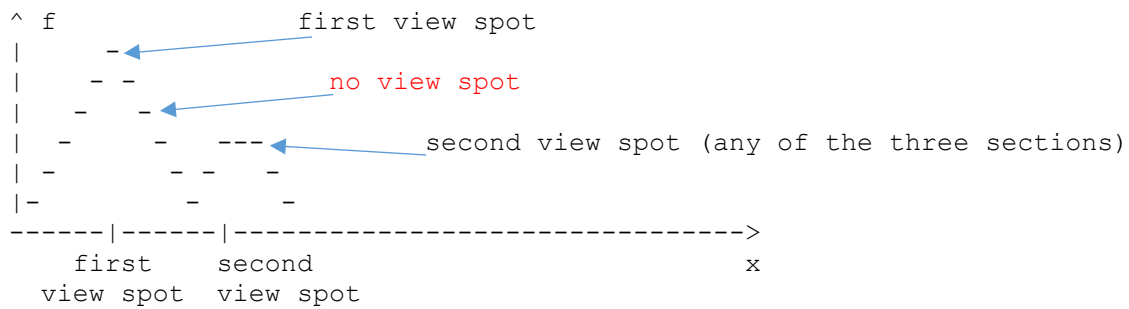 ^ f                first view spot
|     -
|    - -
                    no view spot
|   -   -
|  -     -   ---          second view spot (any of the three sections)
| -       - -   -
|-         -     -
------|------|-------------------------------->
    first    second                           x
  view spot  view spot